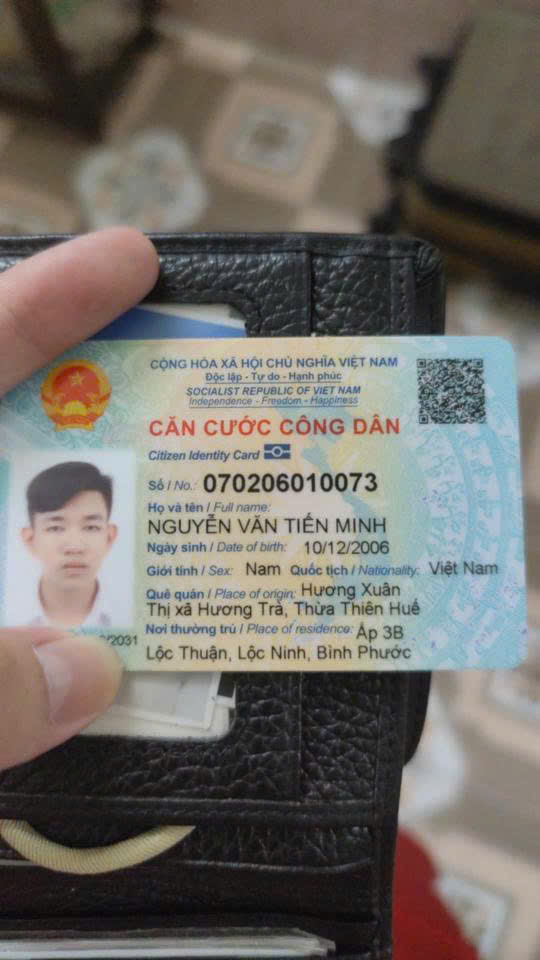 CỘNG HÒA XÃ HỘI CHỦ NGHĨA VIỆT NAM
Độc lập - Tự do - Hạnh phúc
SOCIALIST REPUBLIC OF VIET NAM
Independence - Freedom - Happiness
CĂN CƯỚC CÔNG DÂN
Citizen Identity Card
Số / No.: 070206010073
Họ và tên / Full name:
NGUYỄN VĂN TIẾN MINH
Ngày sinh / Date of birth: 10/12/2006
Giới tính / Sex: Nam Quốc tịch / Nationality: Việt Nam
Quê quán / Place of origin: Hương Xuân
Thị xã Hương Trà, Thừa Thiên Huế
Nơi thường trú / Place of residence: Ấp 3B
/2031
Lộc Thuận, Lộc Ninh, Bình Phước